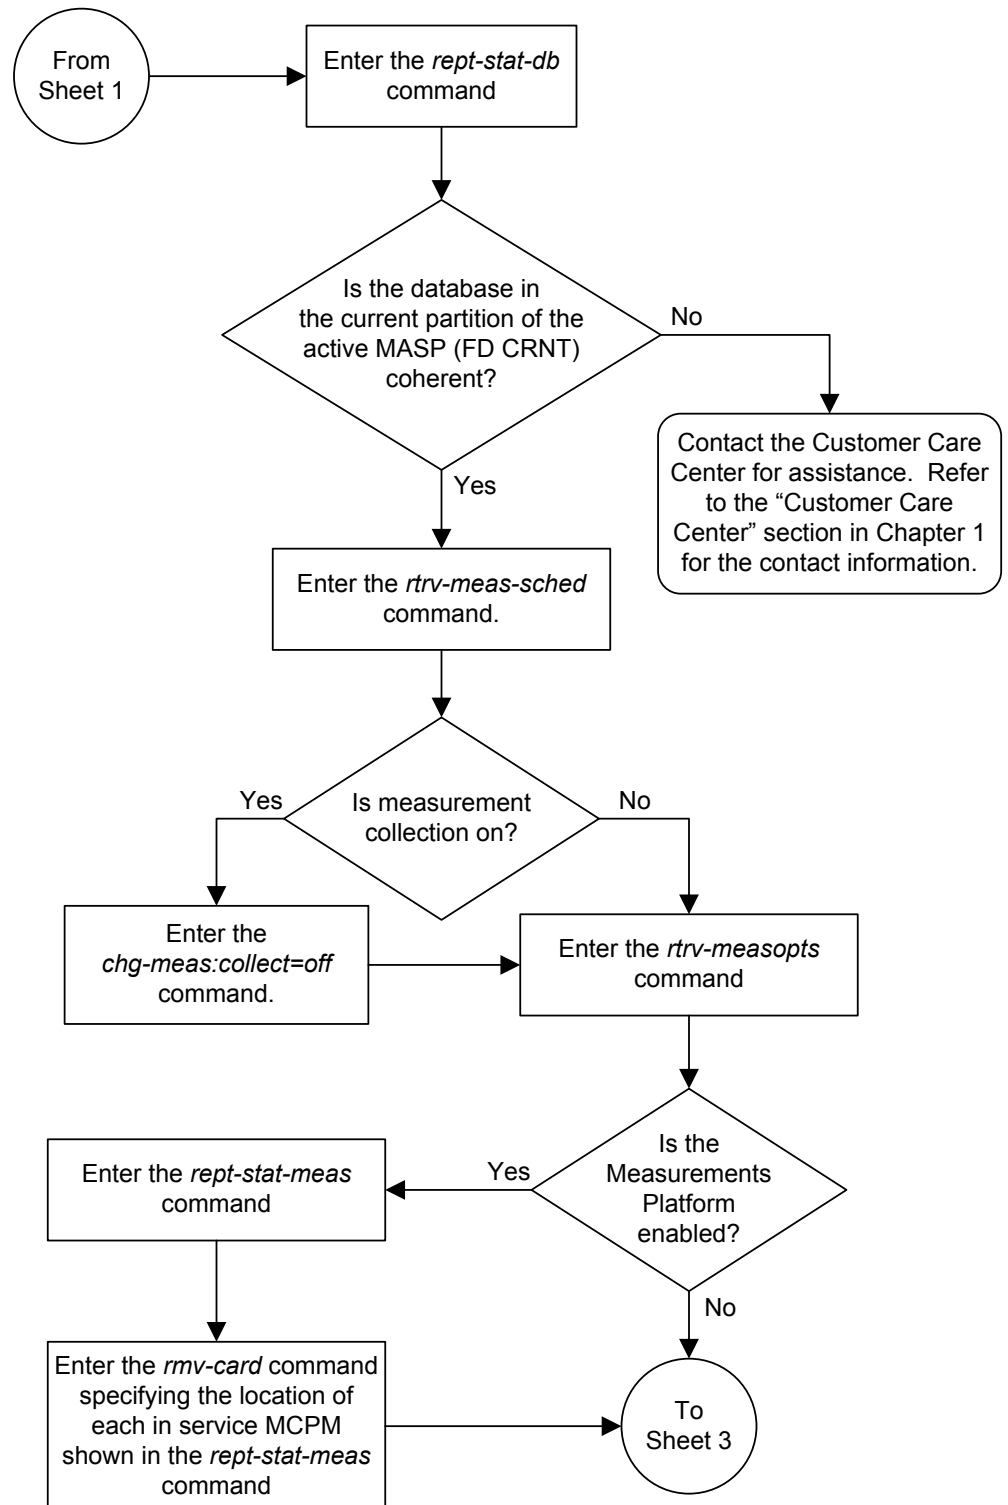 From
Sheet 1
Enter the rept-stat-db
command
Is the database in
the current partition of the
active MASP (FD CRNT)
coherent?
No
Yes
Contact the Customer Care
Center for assistance. Refer
to the “Customer Care
Center” section in Chapter 1
for the contact information.
Enter the rtrv-meas-sched
command.
Is measurement
collection on?
Yes
No
Enter the
chg-meas:collect=off
command.
Enter the rtrv-measopts
command
Is the
Measurements
Platform
enabled?
Yes
No
Enter the rept-stat-meas
command
Enter the rmv-card command
specifying the location of
each in service MCPM
shown in the rept-stat-meas
command
To
Sheet 3